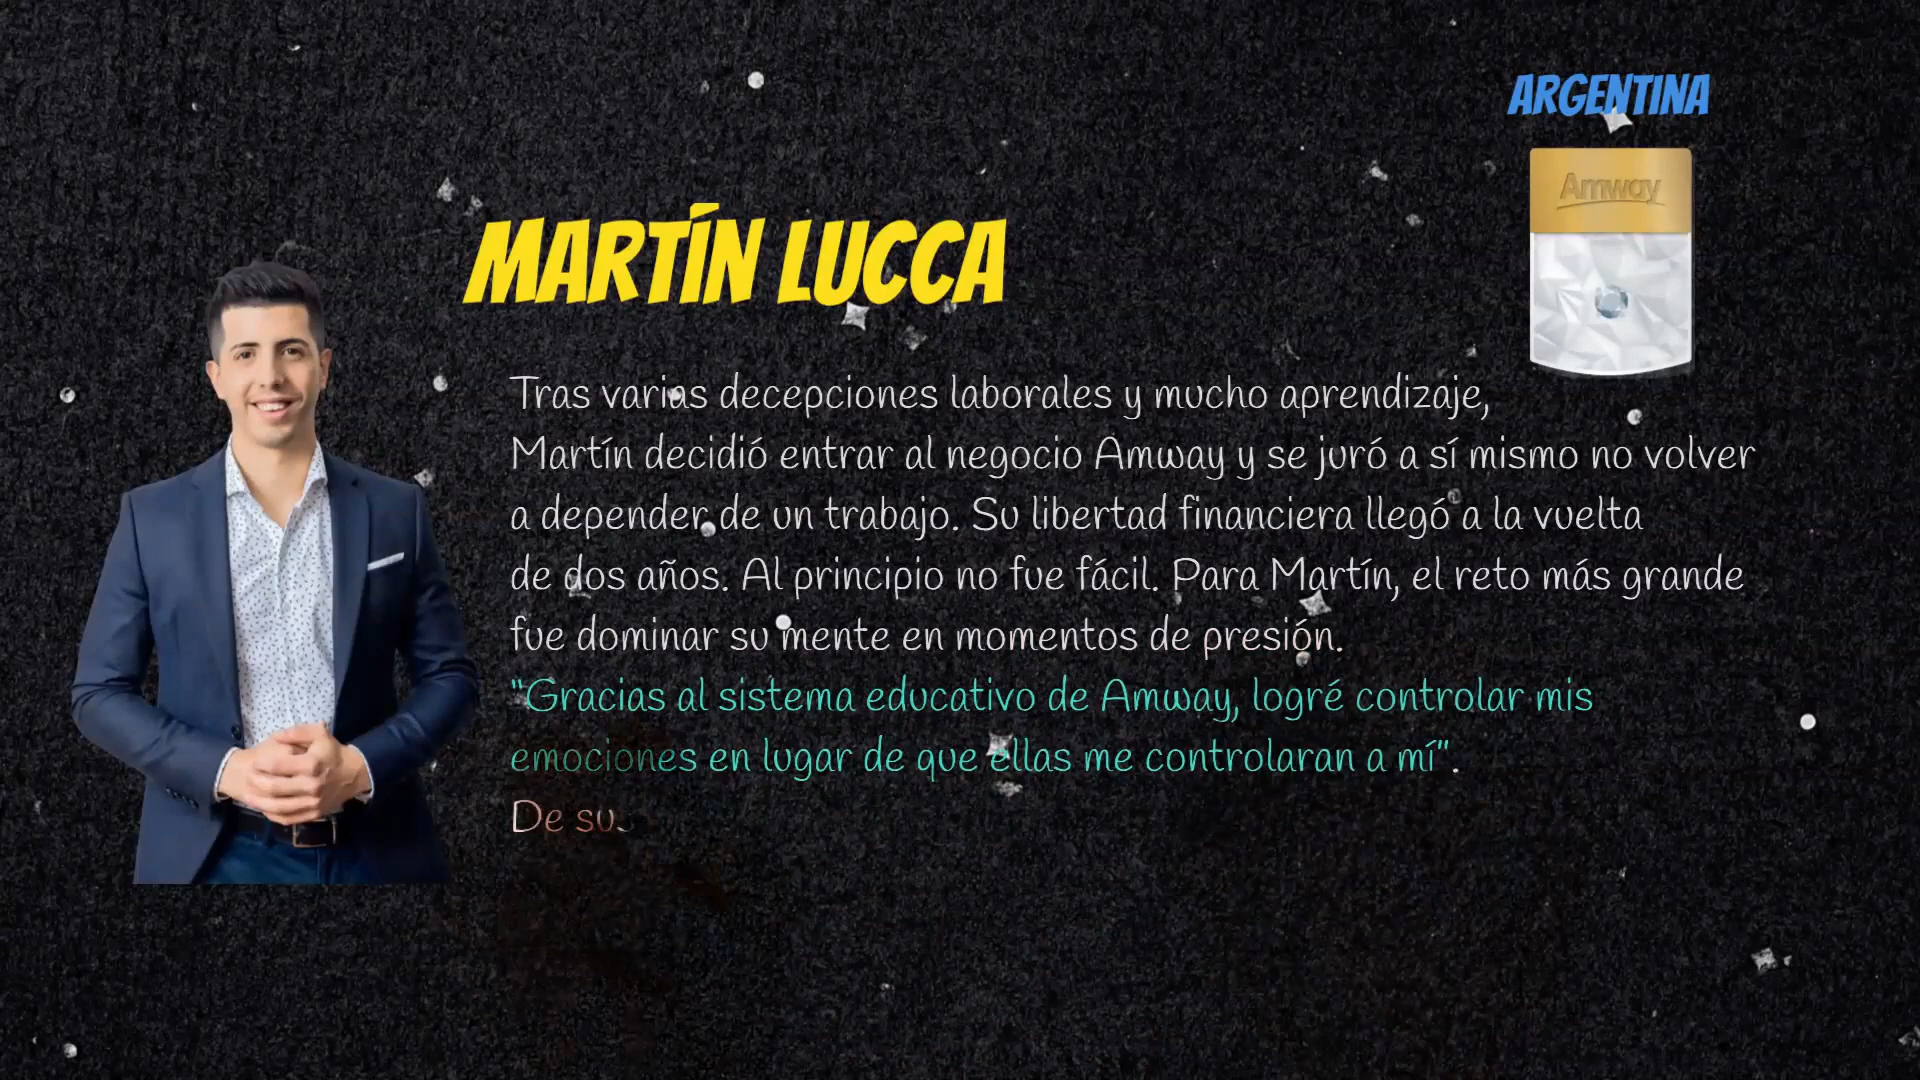 ARGENTINA
Amway
MARTÍN LUCCA
Tras varias decepciones laborales y mucho aprendizaje,
Martín decidió entrar al negocio Amway y se juró a sí mismo no volver
a depender de un trabajo. Su libertad financiera llegó a la vuelta
de dos años. Al principio no fue fácil. Para Martín, el reto más grande
fue dominar su mente en momentos de presión.
“Gracias al sistema educativo de Amway, logré controlar mis
emociones en lugar de que ellas me controlaran a mí”.
De su